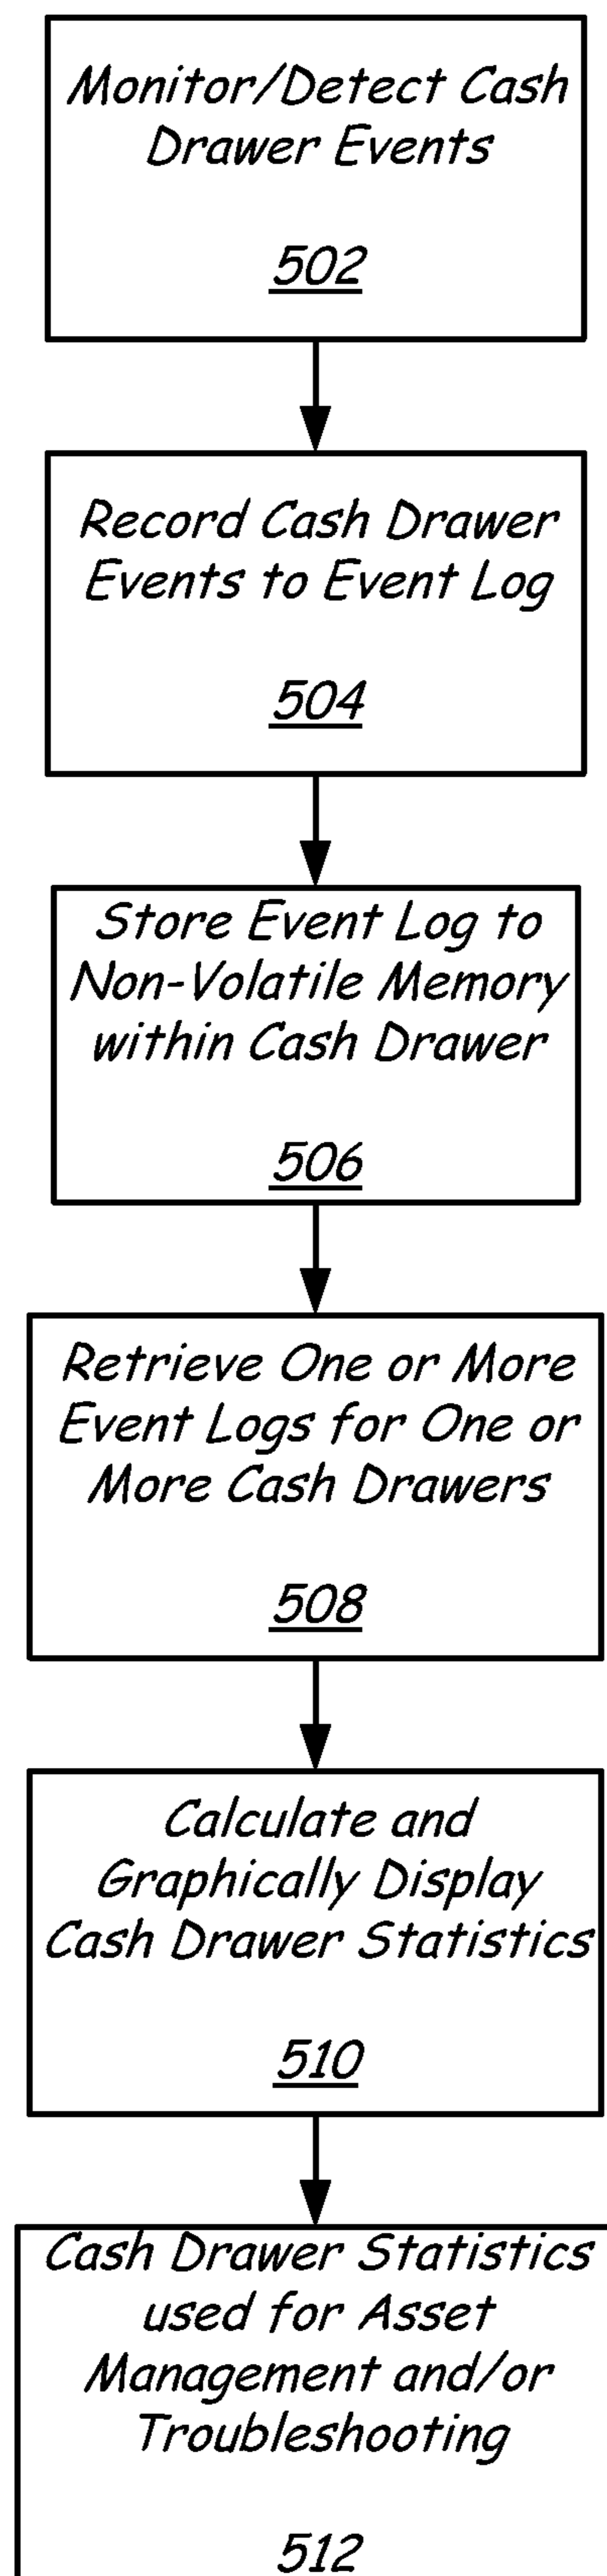 Monitor/Detect Cash
Drawer Events
502
Record Cash Drawer
Events to Event Log
504
Store Event Log to
Non-Volatile Memory
within Cash Drawer
506
Retrieve One or More
Event Logs for One or
More Cash Drawers
508
Calculate and
Graphically Display
Cash Drawer Statistics
510
Cash Drawer Statistics
used for Asset
Management and/or
Troubleshooting
512